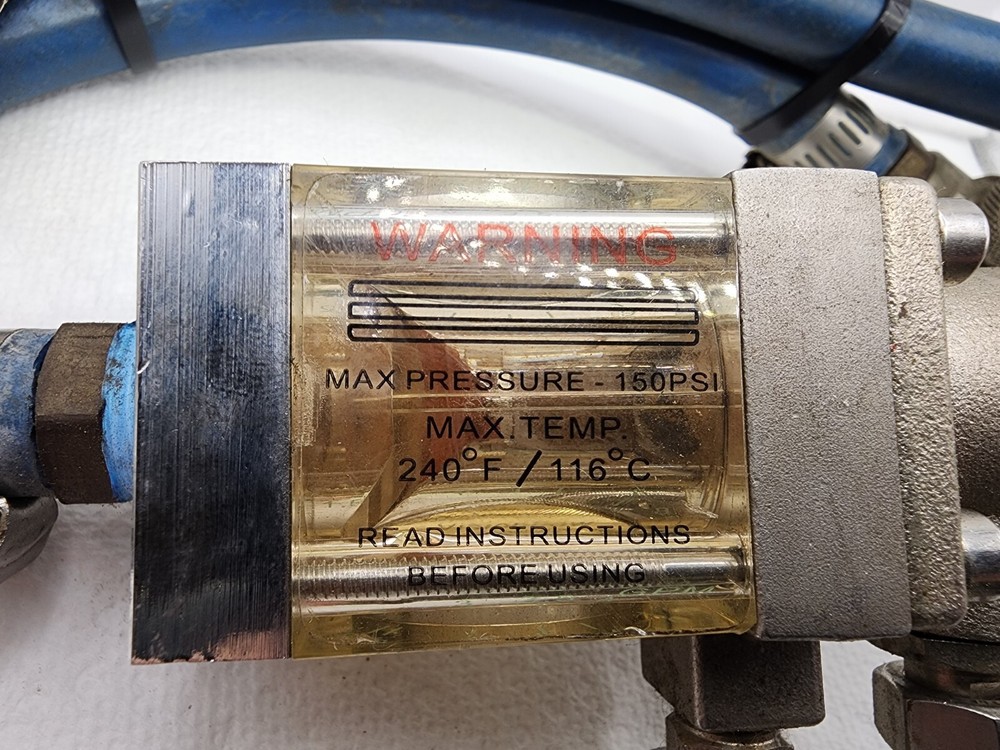 WARNING
MAX PRESSURE - 150PSI
MAX.TEMP.
240°F / 116°C
READ INSTRUCTIONS
BEFORE USING